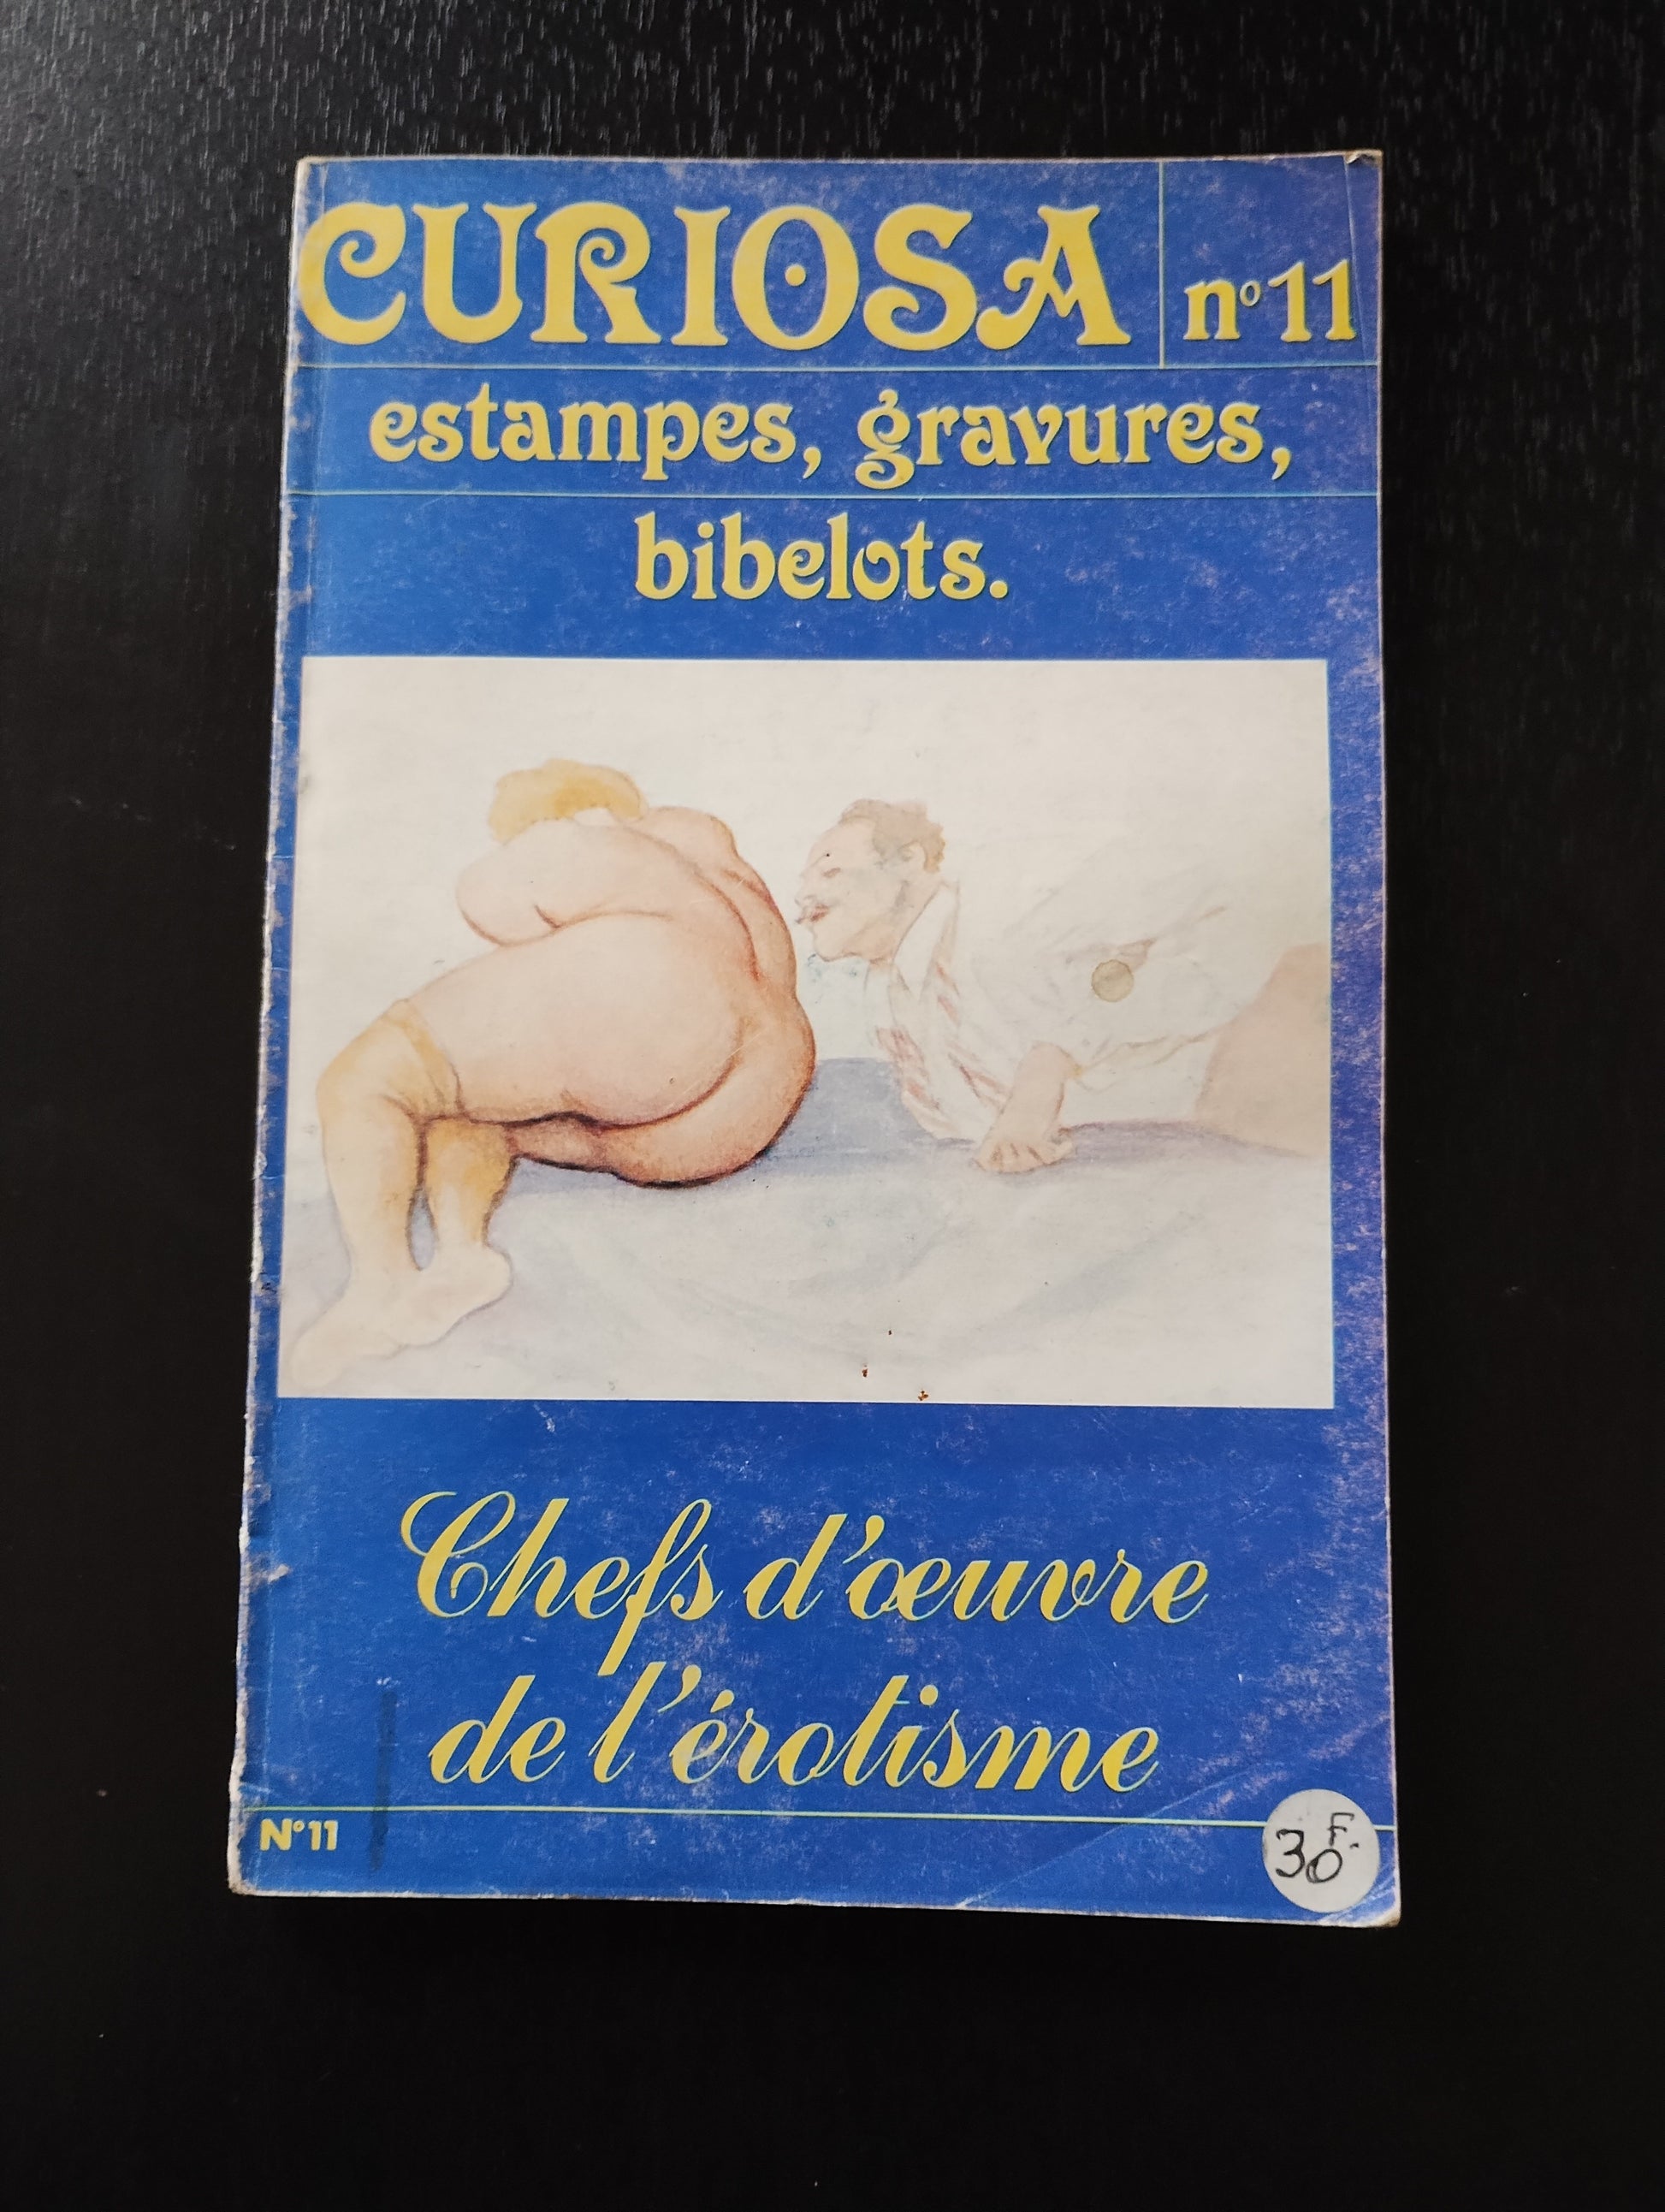 CURIOSA n°11
estampes, gravures,
bibelots.
Chefs d'œuvre
de l'érotisme
N°11
30 F.